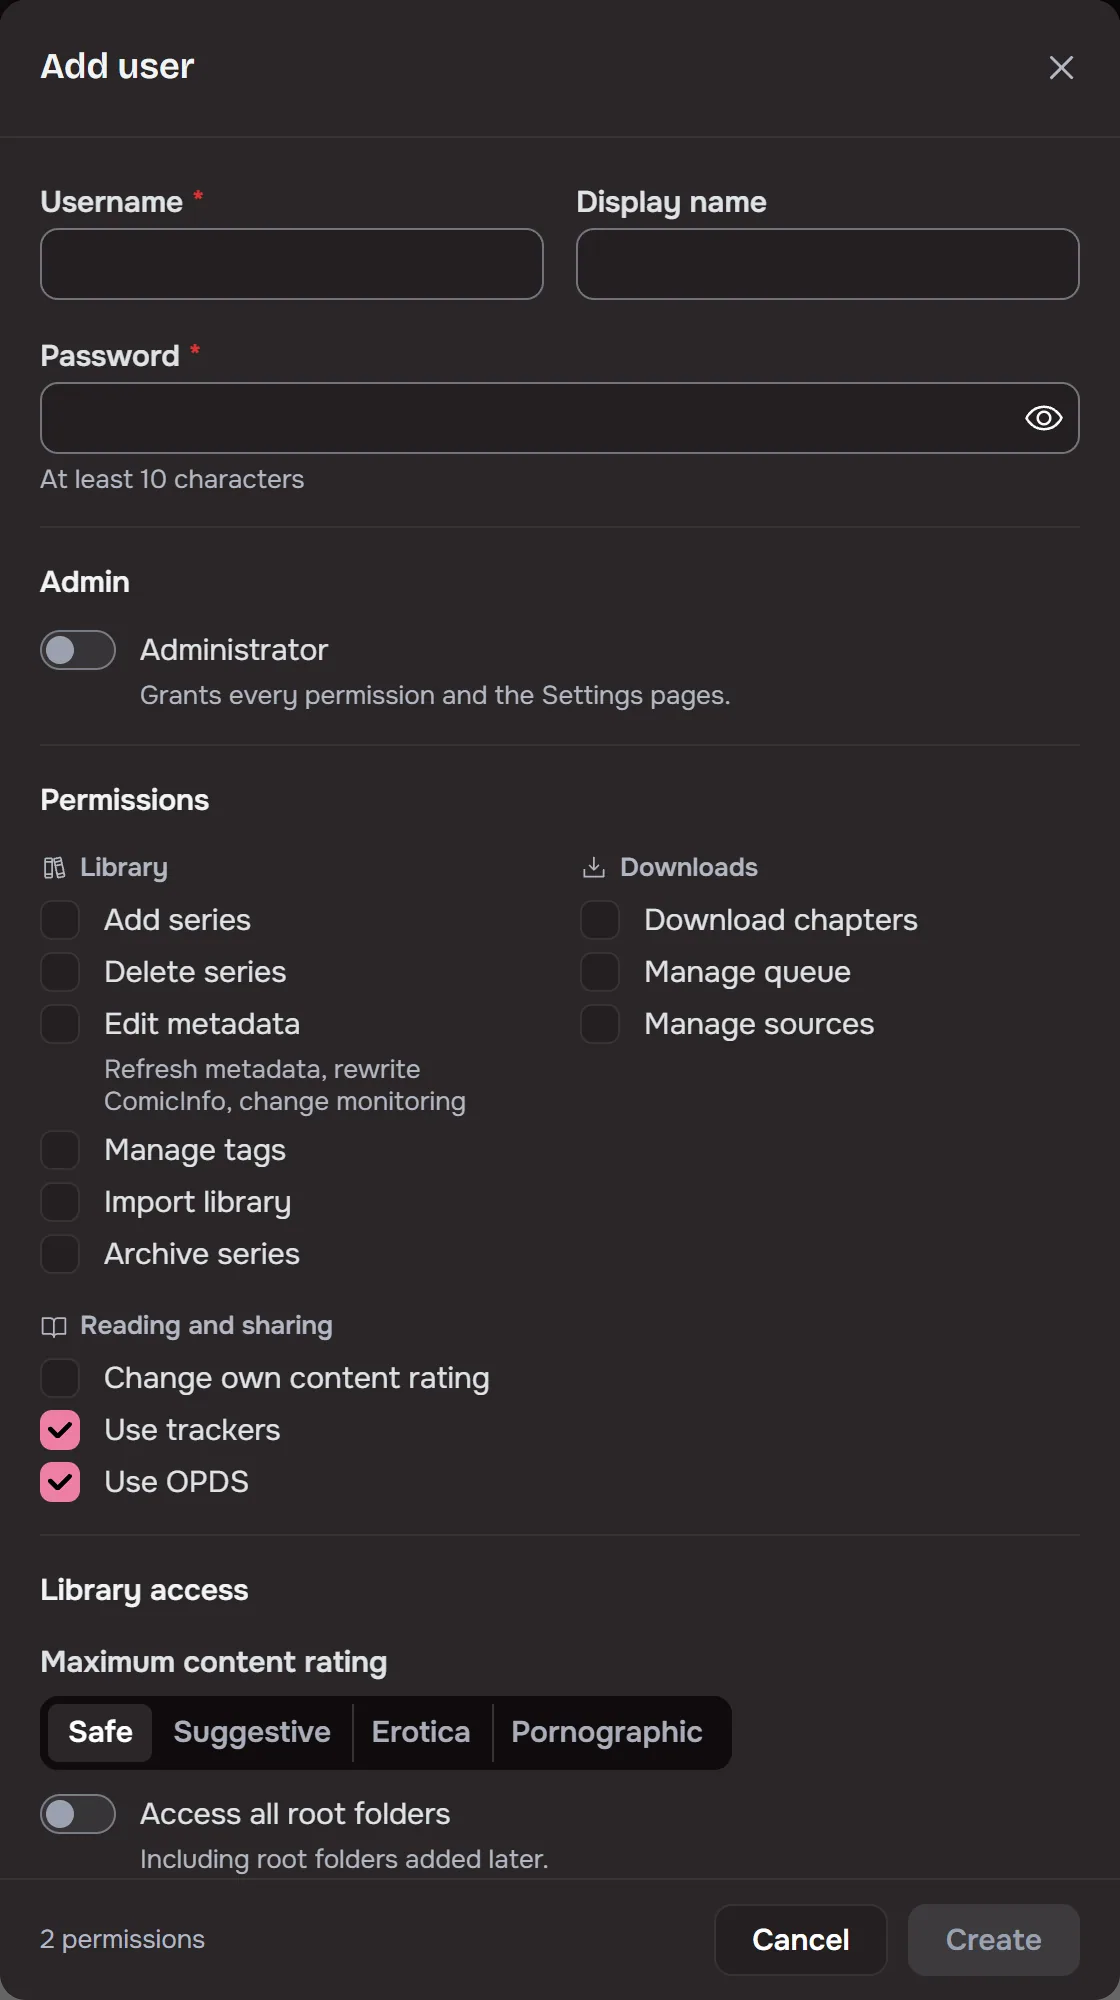 Add user
Username *
Display name
Password *
At least 10 characters
Admin
Administrator
Grants every permission and the Settings pages.
Permissions
Library
Add series
Delete series
Edit metadata
Refresh metadata, rewrite
ComicInfo, change monitoring
Manage tags
Import library
Archive series
Downloads
Download chapters
Manage queue
Manage sources
Reading and sharing
Change own content rating
Use trackers
Use OPDS
Library access
Maximum content rating
Safe Suggestive Erotica Pornographic
Access all root folders
Including root folders added later.
2 permissions
Cancel
Create